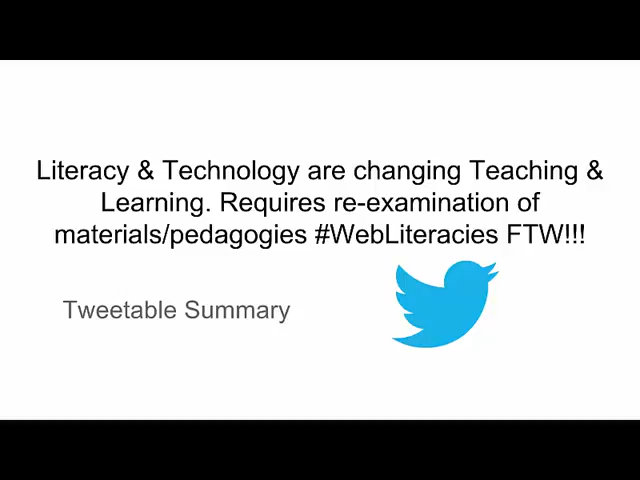 Literacy & Technology are changing Teaching &
Learning. Requires re-examination of
materials/pedagogies #WebLiteracies FTW!!!
Tweetable Summary